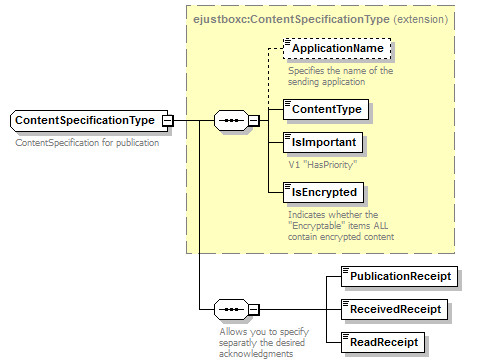 ejustboxc:ContentSpecificationType (extension)
ApplicationName
Specifies the name of the
sending application
ContentType
ContentSpecificationType
ContentSpecification for publication
IsImportant
V1 "HasPriority"
IsEncrypted
Indicates whether the
"Encryptable" items ALL
contain encrypted content
PublicationReceipt
ReceivedReceipt
ReadReceipt
Allows you to specify
separatly the desired
acknowledgments